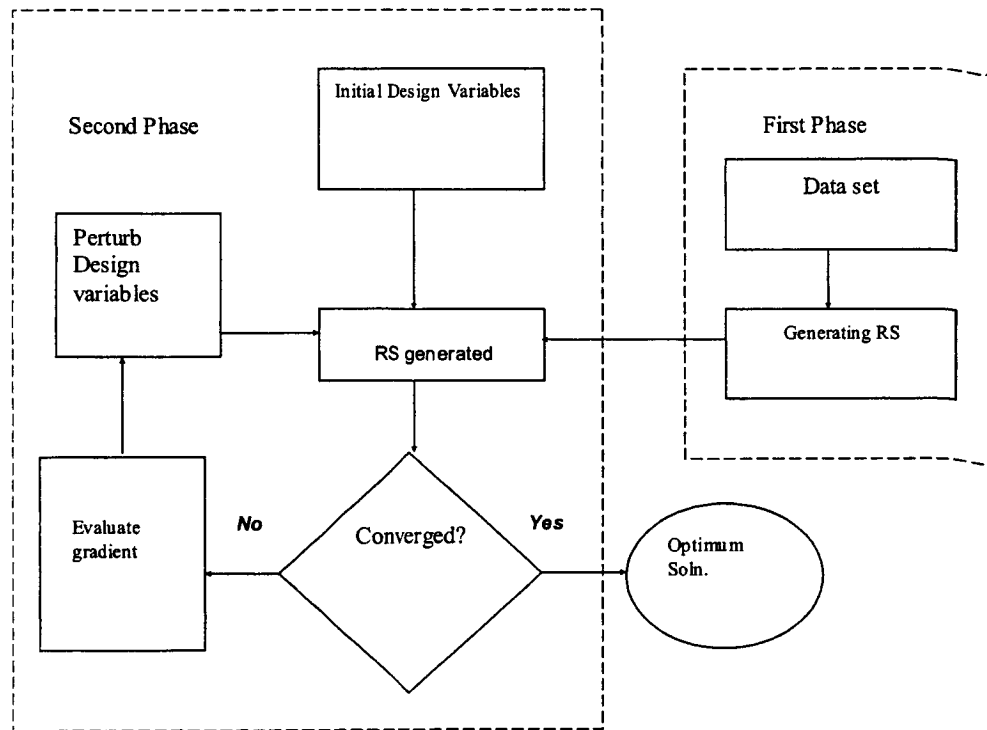 Initial Design Variables
Second Phase
First Phase
Data set
Perturb
Design
variables
Generating RS
RS generated
Evaluate
gradient
No
Converged?
Yes
Optimum
Soln.